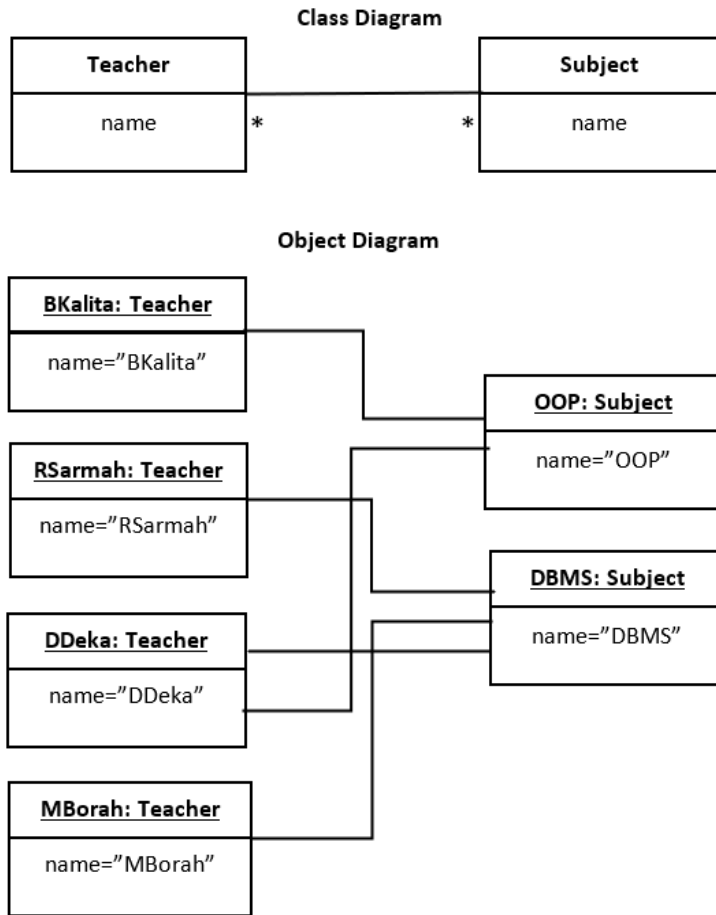 Class Diagram
Teacher
Subject
name
*
*
name
Object Diagram
BKalita: Teacher
name=”BKalita”
OOP: Subject
name=”OOP”
RSarmah: Teacher
name=”RSarmah”
DBMS: Subject
name=”DBMS”
DDeka: Teacher
name=”DDeka”
MBorah: Teacher
name=”MBorah”